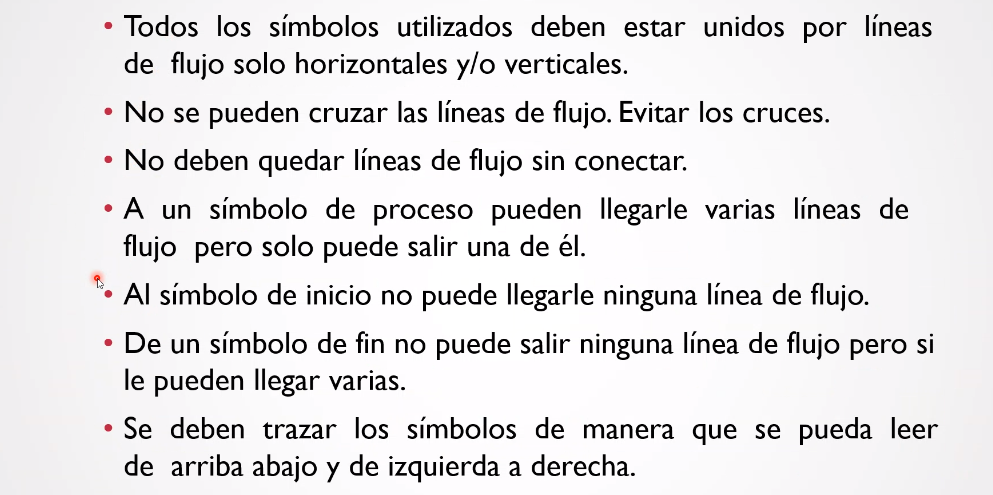 • Todos los símbolos utilizados deben estar unidos por líneas
de flujo solo horizontales y/o verticales.
• No se pueden cruzar las líneas de flujo. Evitar los cruces.
• No deben quedar líneas de flujo sin conectar.
• A un símbolo de proceso pueden llegarle varias líneas de
flujo pero solo puede salir una de él.
• Al símbolo de inicio no puede llegarle ninguna línea de flujo.
• De un símbolo de fin no puede salir ninguna línea de flujo pero si
le pueden llegar varias.
• Se deben trazar los símbolos de manera que se pueda leer
de arriba abajo y de izquierda a derecha.